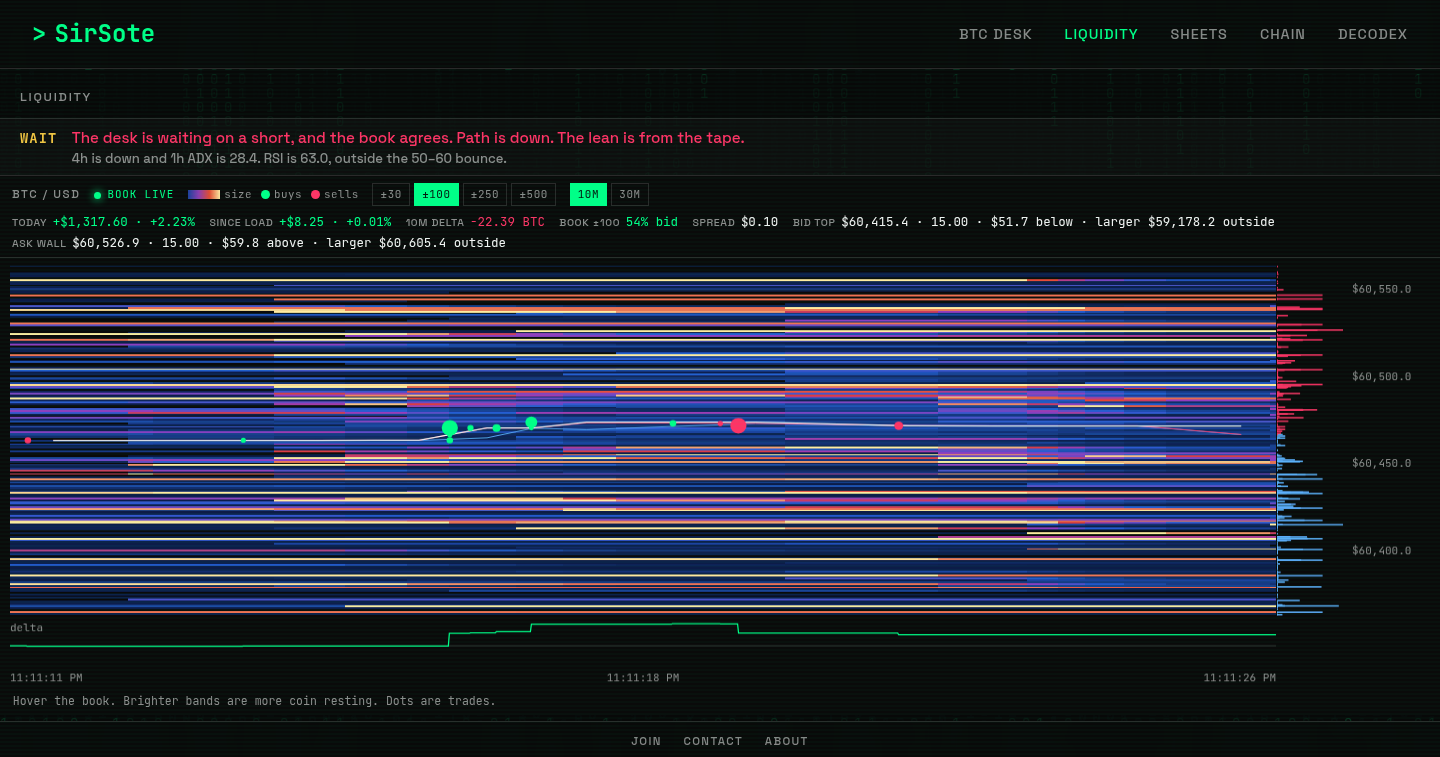 > SirSote
BTC DESK LIQUIDITY SHEETS CHAIN DECODEX
LIQUIDITY
WAIT The desk is waiting on a short, and the book agrees. Path is down. The lean is from the tape.
4h is down and 1h ADX is 28.4. RSI is 63.0, outside the 50–60 bounce.
BTC / USD BOOK LIVE size buys sells ±30 ±100 ±250 ±500 10M 30M
TODAY +$1,317.60 · +2.23% SINCE LOAD +$8.25 · +0.01% 10M DELTA -22.39 BTC BOOK ±100 54% bid SPREAD $0.10 BID TOP $60,415.4 · 15.00 · $51.7 below · larger $59,178.2 outside
ASK WALL $60,526.9 · 15.00 · $59.8 above · larger $60,605.4 outside
$60,550.0
$60,500.0
$60,450.0
$60,400.0
delta
11:11:11 PM 11:11:18 PM 11:11:26 PM
Hover the book. Brighter bands are more coin resting. Dots are trades.
JOIN CONTACT ABOUT